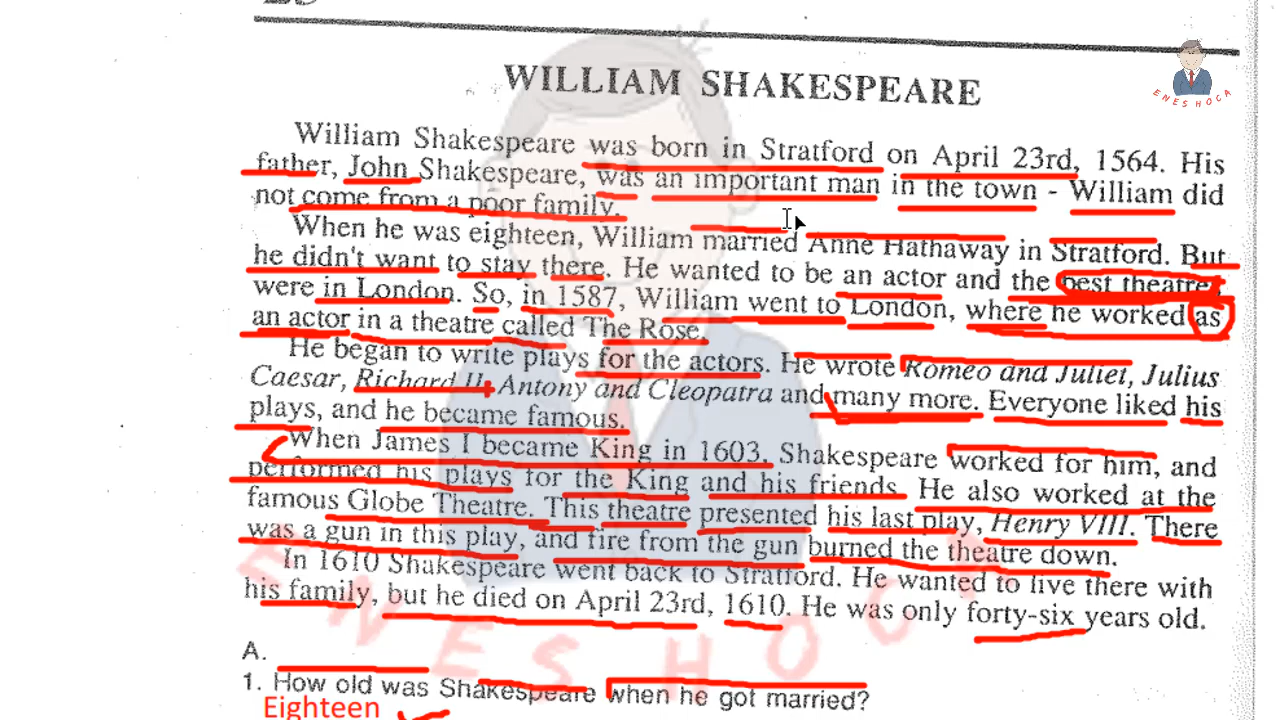 WILLIAM SHAKESPEARE
ENES HOCA
William Shakespeare was born in Stratford on April 23rd, 1564. His
father, John Shakespeare, was an important man in the town - William did
not come from a poor family.
When he was eighteen, William married Anne Hathaway in Stratford. But
he didn't want to stay there. He wanted to be an actor and the best theatres
were in London. So, in 1587, William went to London, where he worked as
an actor in a theatre called The Rose.
He began to write plays for the actors. He wrote Romeo and Juliet, Julius
Caesar, Richard II, Antony and Cleopatra and many more. Everyone liked his
plays, and he became famous.
When James I became King in 1603, Shakespeare worked for him, and
performed his plays for the King and his friends. He also worked at the
famous Globe Theatre. This theatre presented his last play, Henry VIII. There
was a gun in this play, and fire from the gun burned the theatre down.
In 1610 Shakespeare went back to Stratford. He wanted to live there with
his family, but he died on April 23rd, 1610. He was only forty-six years old.
ENES HOCA
A.
1. How old was Shakespeare when he got married?
Eighteen